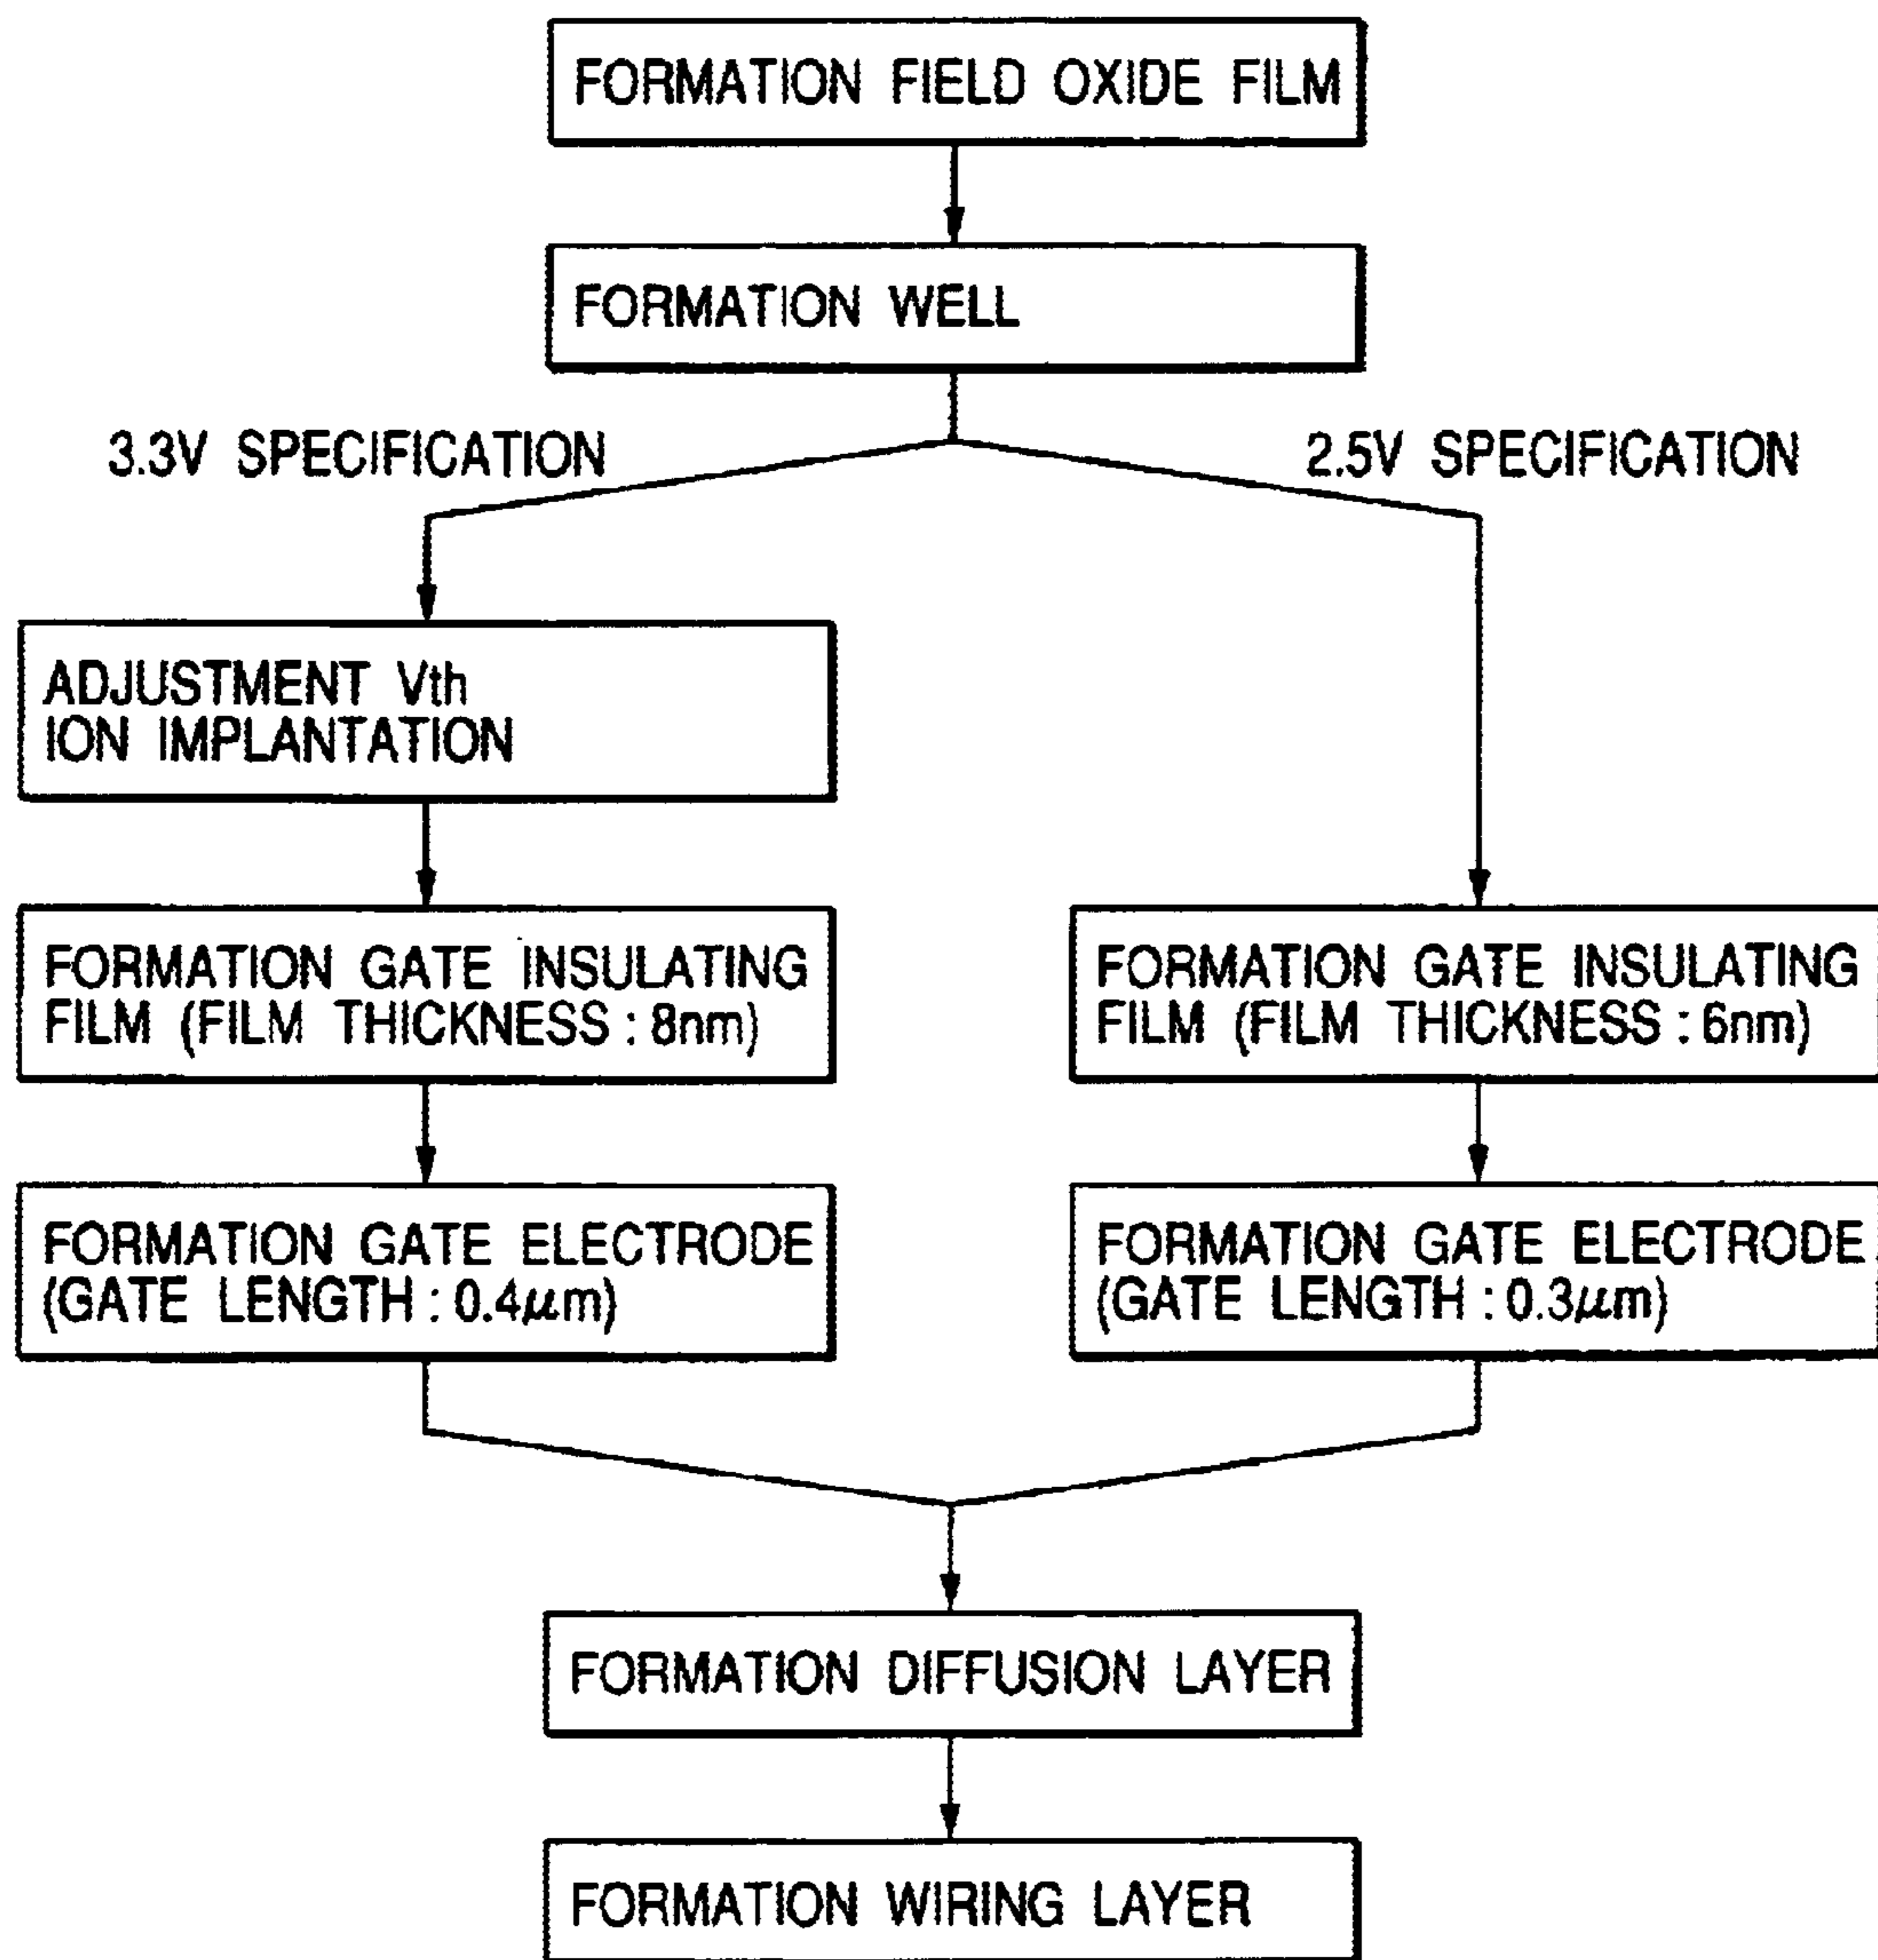 FORMATION FIELD OXIDE FILM
FORMATION WELL
3.3V SPECIFICATION
2.5V SPECIFICATION
ADJUSTMENT Vth
ION IMPLANTATION
FORMATION GATE INSULATING
FILM (FILM THICKNESS : 8nm)
FORMATION GATE INSULATING
FILM (FILM THICKNESS : 6nm)
FORMATION GATE ELECTRODE
(GATE LENGTH : 0.4μm)
FORMATION GATE ELECTRODE
(GATE LENGTH : 0.3μm)
FORMATION DIFFUSION LAYER
FORMATION WIRING LAYER